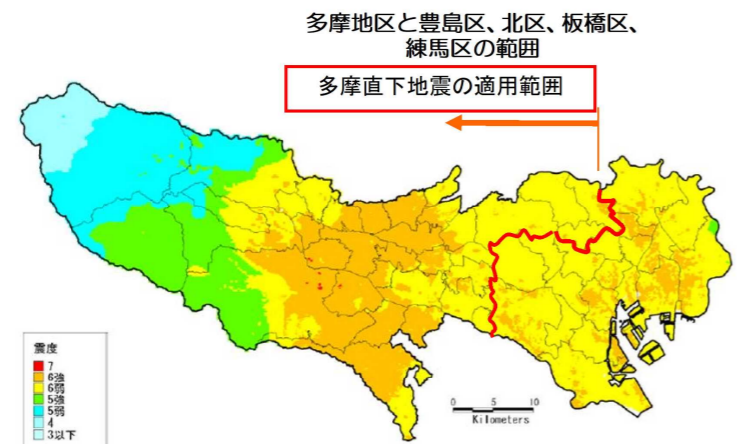 多摩地区と豊島区、北区、板橋区、
練馬区の範囲
多摩直下地震の適用範囲
震度
7
6強
6弱
5強
5弱
4
3以下
0 5 10
Kilometers